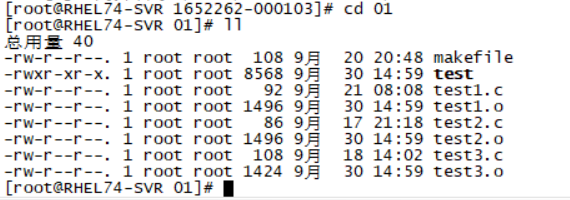 [root@RHEL74-SVR 1652262-000103]# cd 01
[root@RHEL74-SVR 01]# ll
总用量 40
-rw-r--r--. 1 root root  108 9月  20 20:48 makefile
-rwxr-xr-x. 1 root root 8568 9月  30 14:59 test
-rw-r--r--. 1 root root   92 9月  21 08:08 test1.c
-rw-r--r--. 1 root root 1496 9月  30 14:59 test1.o
-rw-r--r--. 1 root root   86 9月  17 21:18 test2.c
-rw-r--r--. 1 root root 1496 9月  30 14:59 test2.o
-rw-r--r--. 1 root root  108 9月  18 14:02 test3.c
-rw-r--r--. 1 root root 1424 9月  30 14:59 test3.o
[root@RHEL74-SVR 01]#